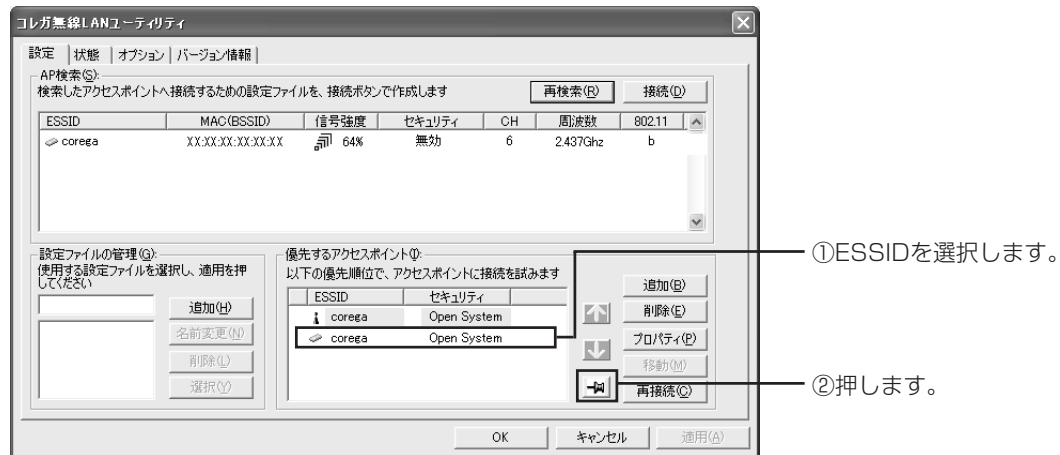 コレガ無線LANユーティリティ
設定 状態 オプション バージョン情報
AP検索(S):
検索したアクセスポイントへ接続するための設定ファイルを、接続ボタンで作成します
再検索(R) 接続(D)
ESSID MAC(BSSID) 信号強度 セキュリティ CH 周波数 802.11
corega XX:XX:XX:XX:XX:XX 64% 無効 6 2.437Ghz b
設定ファイルの管理(G):
使用する設定ファイルを選択し、適用を押
してください
追加(H)
名前変更(N)
削除(L)
選択(Y)
優先するアクセスポイント(I):
以下の優先順位で、アクセスポイントに接続を試みます
ESSID セキュリティ
corega Open System
corega Open System
追加(B)
削除(E)
プロパティ(P)
移動(M)
再接続(C)
①ESSIDを選択します。
②押します。
OK キャンセル 適用(A)